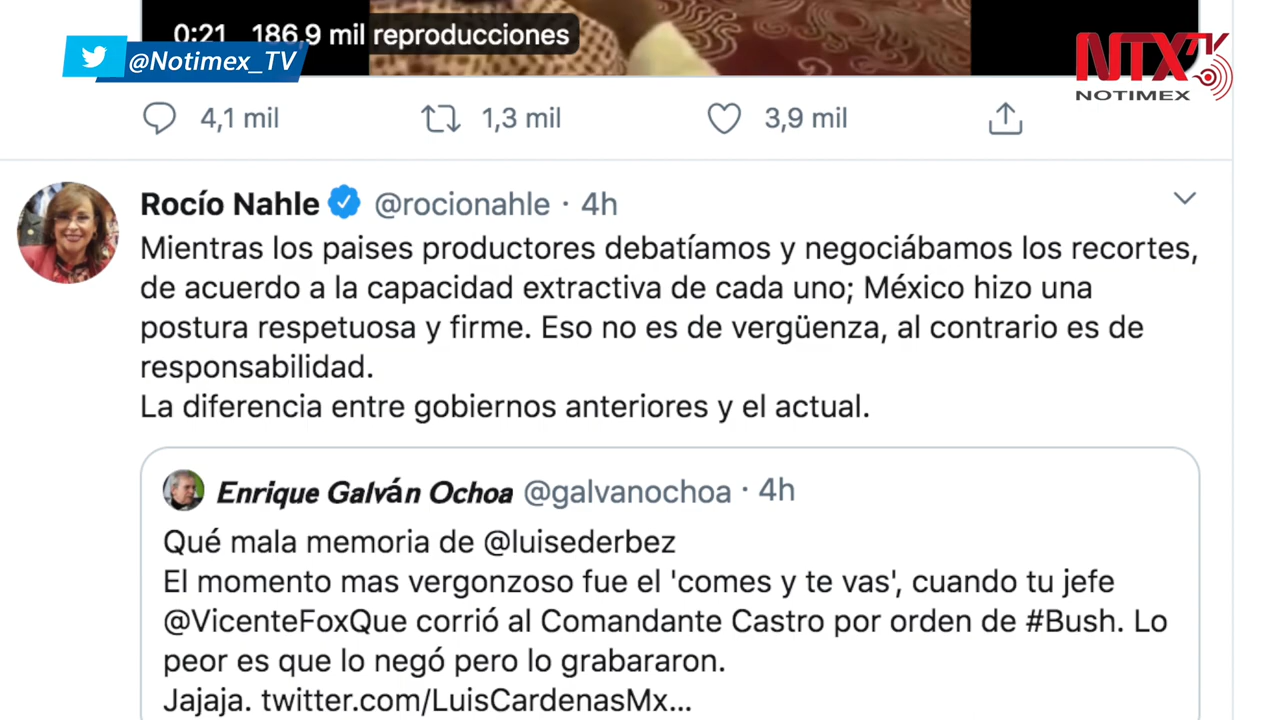 0:21 186,9 mil reproducciones
@Notimex_TV
NTX TV
NOTIMEX
4,1 mil 1,3 mil 3,9 mil
Rocío Nahle @rocionahle · 4h
Mientras los paises productores debatíamos y negociábamos los recortes,
de acuerdo a la capacidad extractiva de cada uno; México hizo una
postura respetuosa y firme. Eso no es de vergüenza, al contrario es de
responsabilidad.
La diferencia entre gobiernos anteriores y el actual.
Enrique Galván Ochoa @galvanochoa · 4h
Qué mala memoria de @luisederbez
El momento mas vergonzoso fue el 'comes y te vas', cuando tu jefe
@VicenteFoxQue corrió al Comandante Castro por orden de #Bush. Lo
peor es que lo negó pero lo grabararon.
Jajaja. twitter.com/LuisCardenasMx...